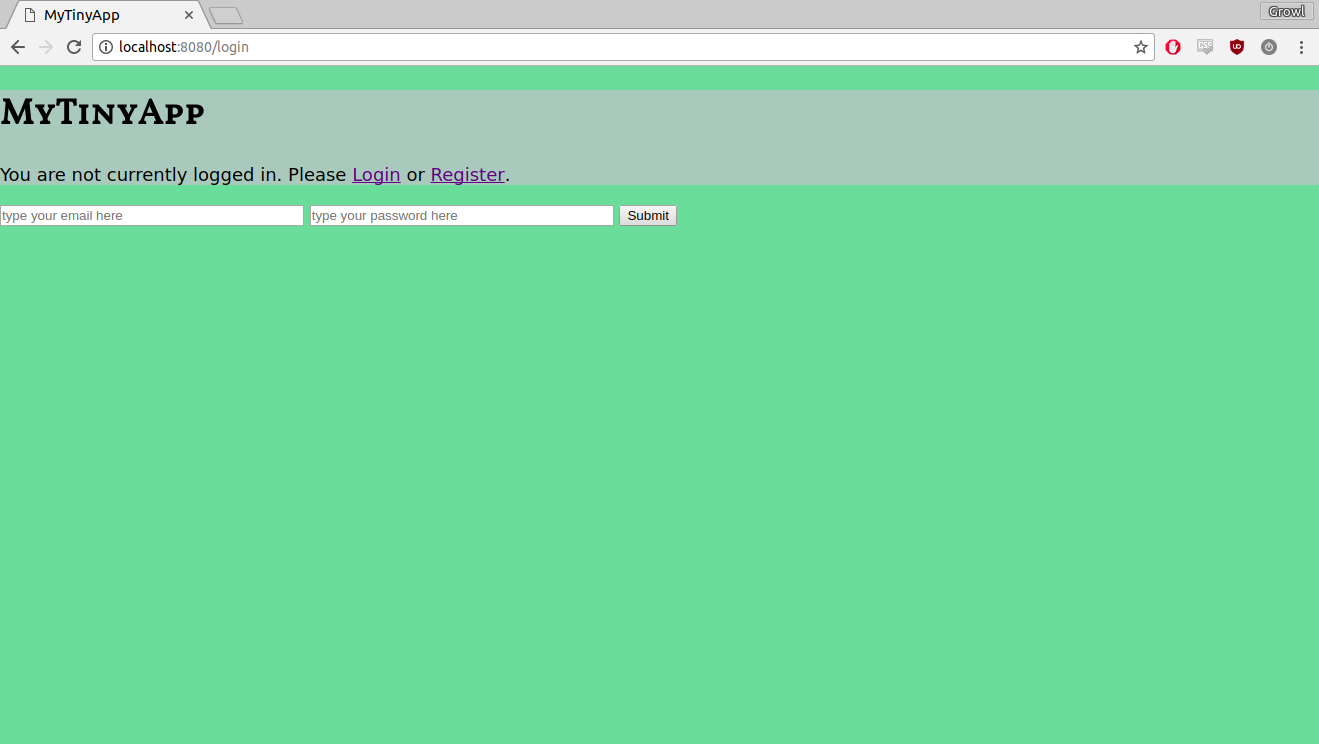 MyTinyApp
Growl
localhost:8080/login
MyTinyApp
You are not currently logged in. Please Login or Register.
type your email here type your password here Submit